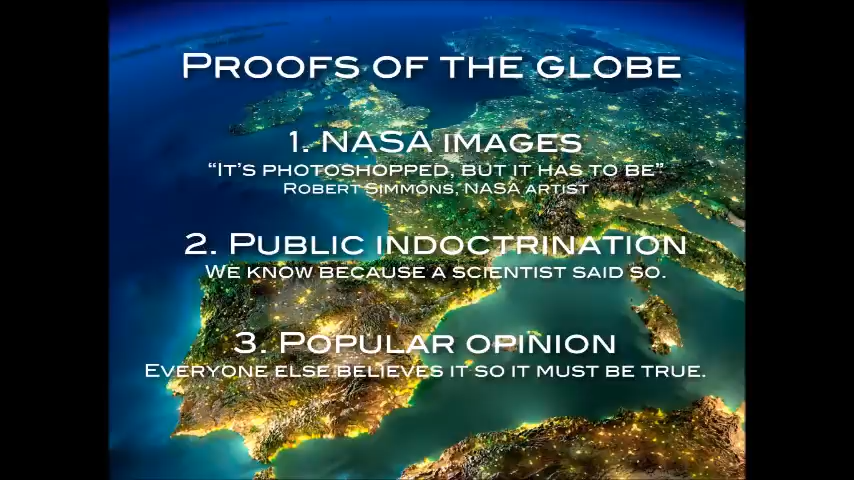 PROOFS OF THE GLOBE
1. NASA IMAGES
"IT'S PHOTOSHOPPED, BUT IT HAS TO BE"
ROBERT SIMMONS, NASA ARTIST
2. PUBLIC INDOCTRINATION
WE KNOW BECAUSE A SCIENTIST SAID SO.
3. POPULAR OPINION
EVERYONE ELSE BELIEVES IT SO IT MUST BE TRUE.